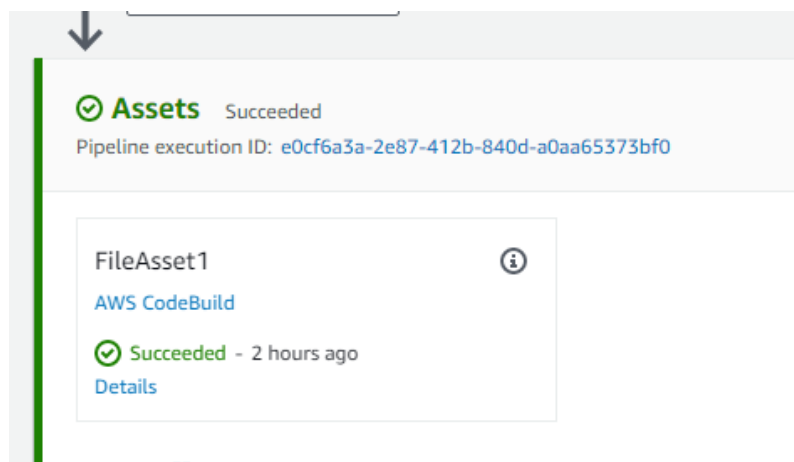 Assets Succeeded
Pipeline execution ID: e0cf6a3a-2e87-412b-840d-a0aa65373bf0
FileAsset1
AWS CodeBuild
Succeeded - 2 hours ago
Details